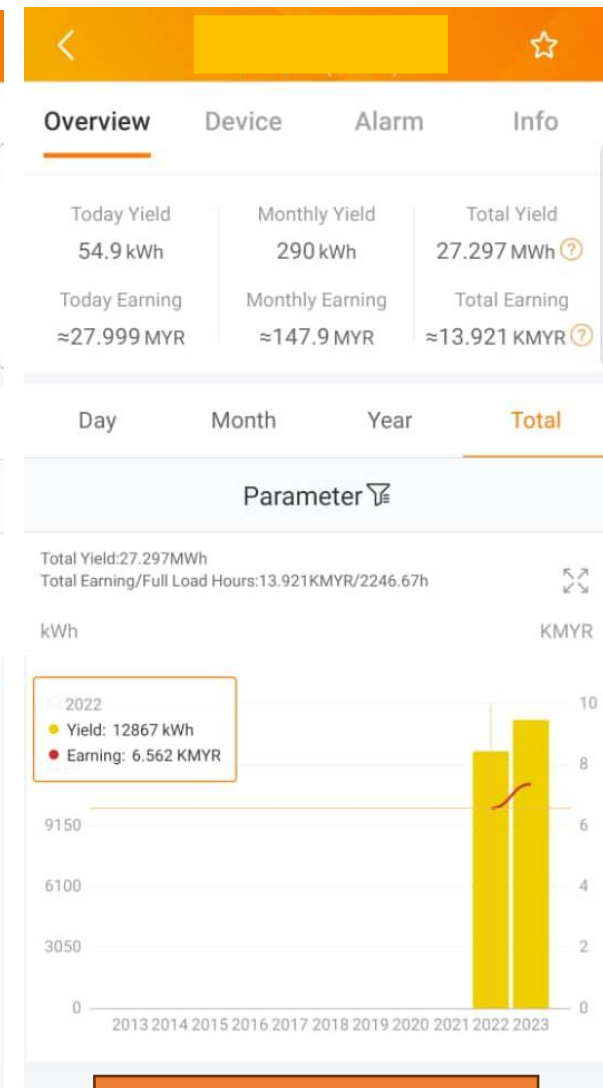 Overview Device Alarm Info
Today Yield Monthly Yield Total Yield
54.9 kWh 290 kWh 27.297 MWh ?
Today Earning Monthly Earning Total Earning
≈27.999 MYR ≈147.9 MYR ≈13.921 KMYR ?
Day Month Year Total
Parameter
Total Yield:27.297MWh
Total Earning/Full Load Hours:13.921KMYR/2246.67h
kWh KMYR
2022
Yield: 12867 kWh
Earning: 6.562 KMYR
10
8
9150 6
6100 4
3050 2
0 0
2013 2014 2015 2016 2017 2018 2019 2020 2021 2022 2023